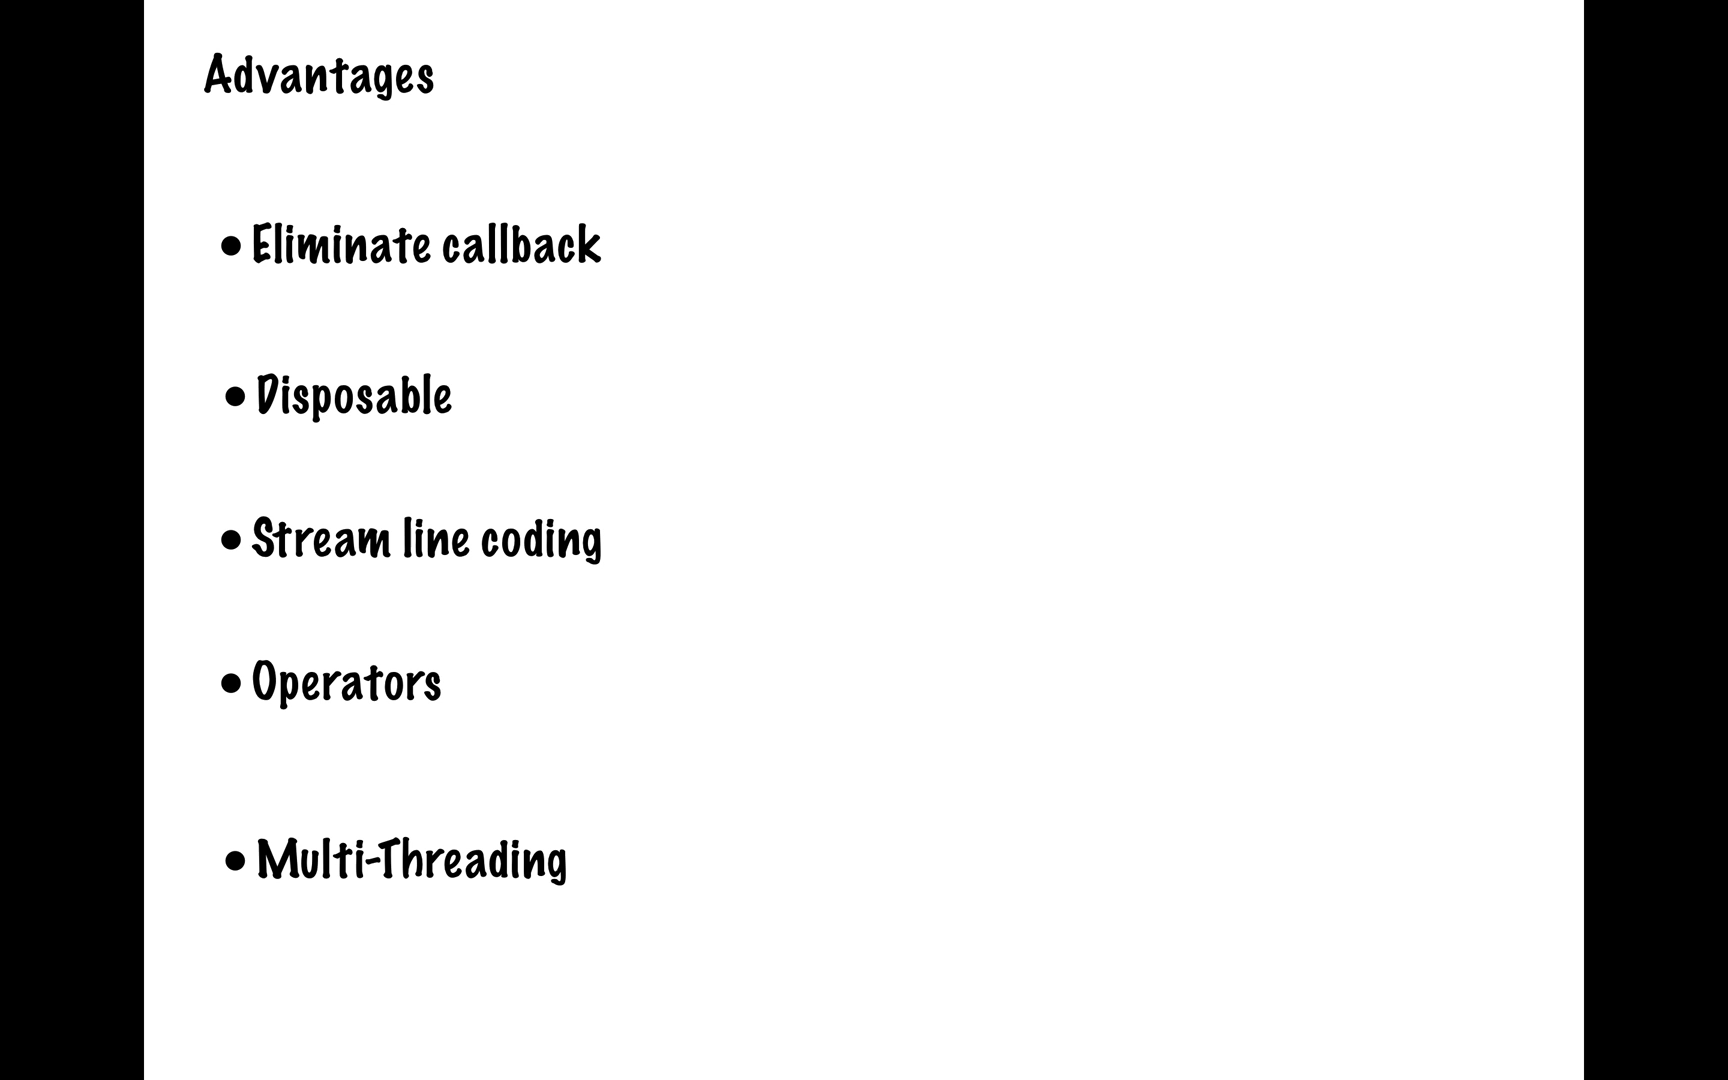 Advantages
• Eliminate callback
• Disposable
• Stream line coding
• Operators
• Multi-Threading